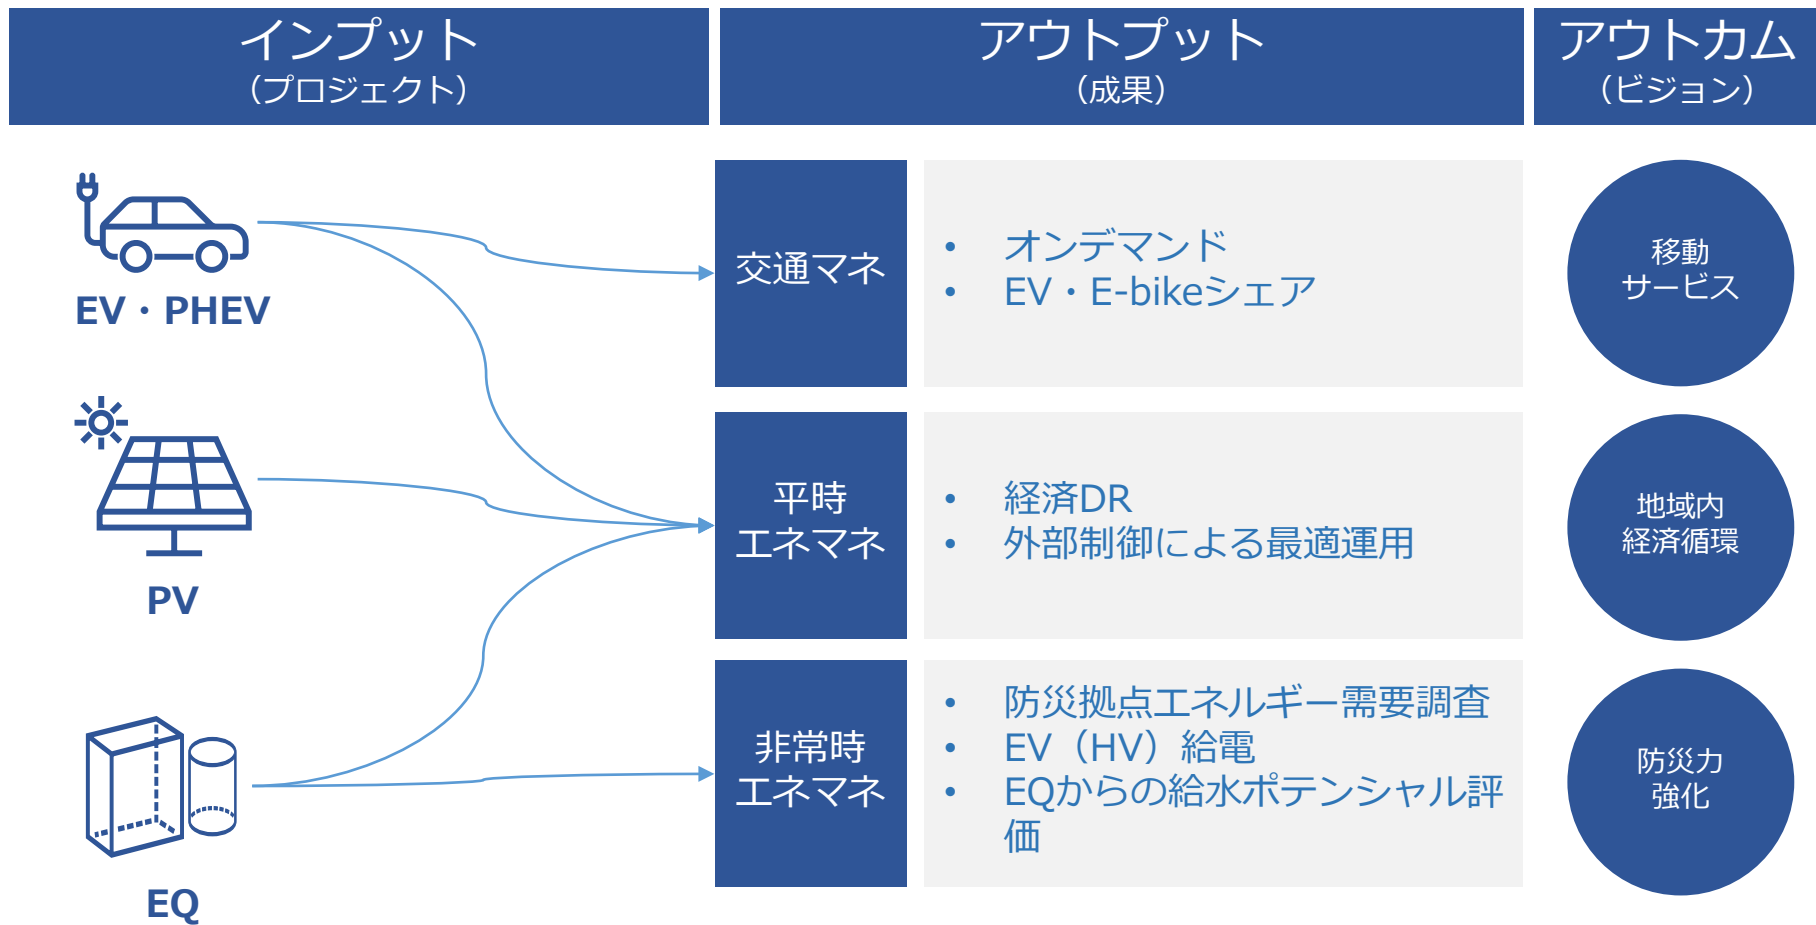 インプット
（プロジェクト）
アウトプット
（成果）
アウトカム
（ビジョン）
EV・PHEV
PV
EQ
交通マネ
• オンデマンド
• EV・E-bikeシェア
平時
エネマネ
• 経済DR
• 外部制御による最適運用
非常時
エネマネ
• 防災拠点エネルギー需要調査
• EV（HV）給電
• EQからの給水ポテンシャル評
価
移動
サービス
地域内
経済循環
防災力
強化